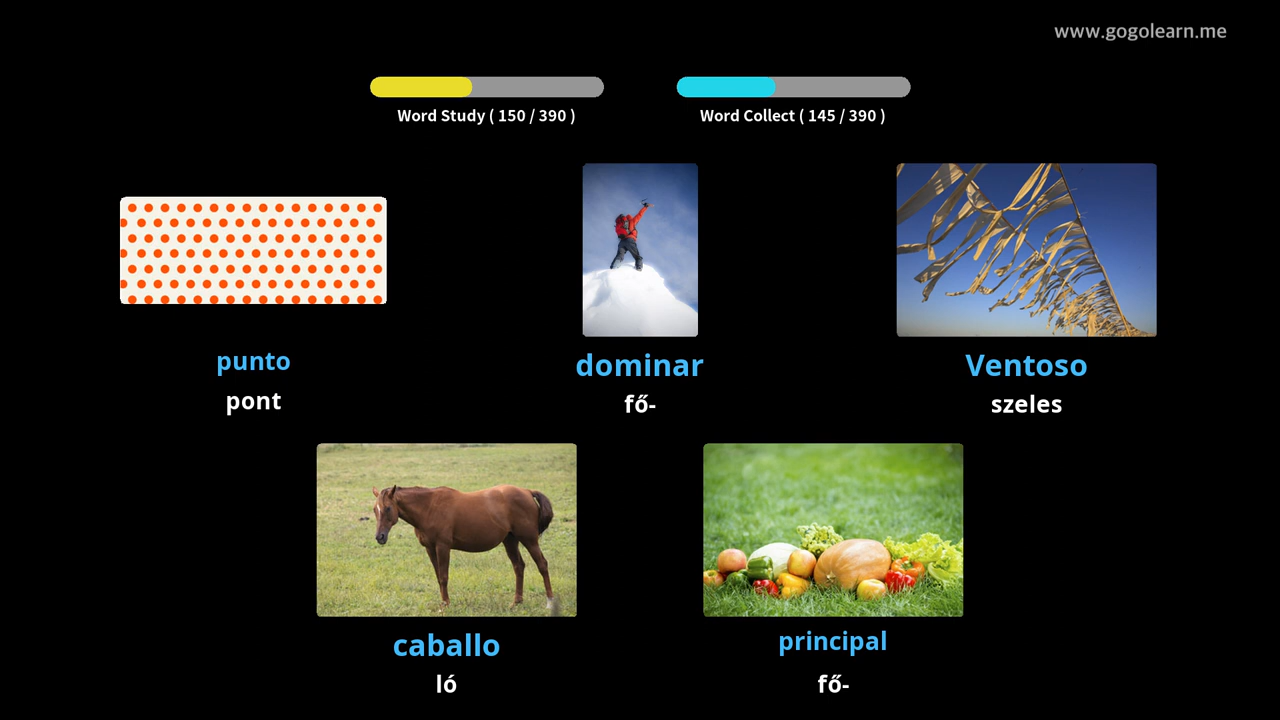 www.gogolearn.me
Word Study ( 150 / 390 )
Word Collect ( 145 / 390 )
punto
pont
dominar
fő-
Ventoso
szeles
caballo
ló
principal
fő-